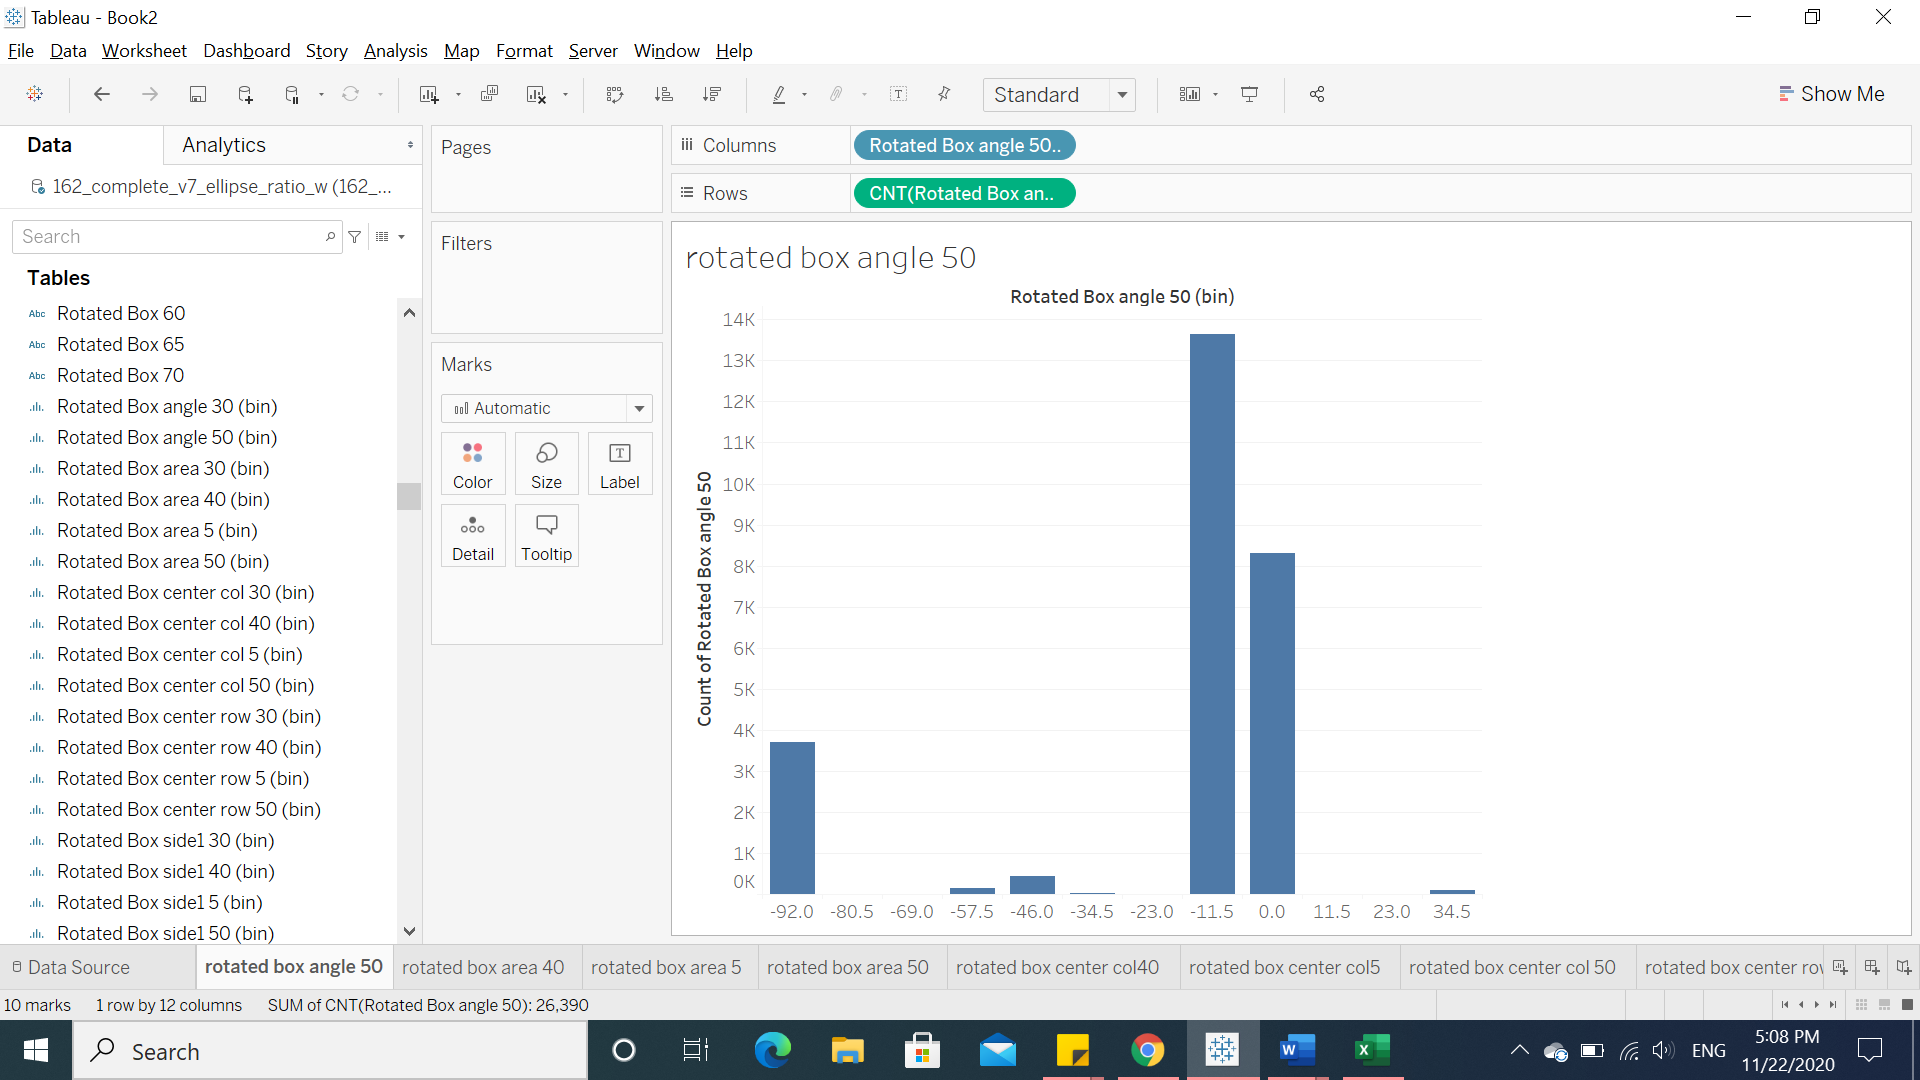 Tableau - Book2
File Data Worksheet Dashboard Story Analysis Map Format Server Window Help
Standard
Show Me
Data Analytics
162_complete_v7_ellipse_ratio_w (162_...
Search
Tables
Abc Rotated Box 60
Abc Rotated Box 65
Abc Rotated Box 70
Rotated Box angle 30 (bin)
Rotated Box angle 50 (bin)
Rotated Box area 30 (bin)
Rotated Box area 40 (bin)
Rotated Box area 5 (bin)
Rotated Box area 50 (bin)
Rotated Box center col 30 (bin)
Rotated Box center col 40 (bin)
Rotated Box center col 5 (bin)
Rotated Box center col 50 (bin)
Rotated Box center row 30 (bin)
Rotated Box center row 40 (bin)
Rotated Box center row 5 (bin)
Rotated Box center row 50 (bin)
Rotated Box side1 30 (bin)
Rotated Box side1 40 (bin)
Rotated Box side1 5 (bin)
Rotated Box side1 50 (bin)
Pages
Filters
Marks
Automatic
Color Size Label
Detail Tooltip
Columns Rotated Box angle 50..
Rows CNT(Rotated Box an..
rotated box angle 50
Rotated Box angle 50 (bin)
Count of Rotated Box angle 50
14K
13K
12K
11K
10K
9K
8K
7K
6K
5K
4K
3K
2K
1K
0K
-92.0 -80.5 -69.0 -57.5 -46.0 -34.5 -23.0 -11.5 0.0 11.5 23.0 34.5
Data Source rotated box angle 50 rotated box area 40 rotated box area 5 rotated box area 50 rotated box center col40 rotated box center col5 rotated box center col 50 rotated box center rov
10 marks 1 row by 12 columns SUM of CNT(Rotated Box angle 50): 26,390
Search
ENG
5:08 PM
11/22/2020